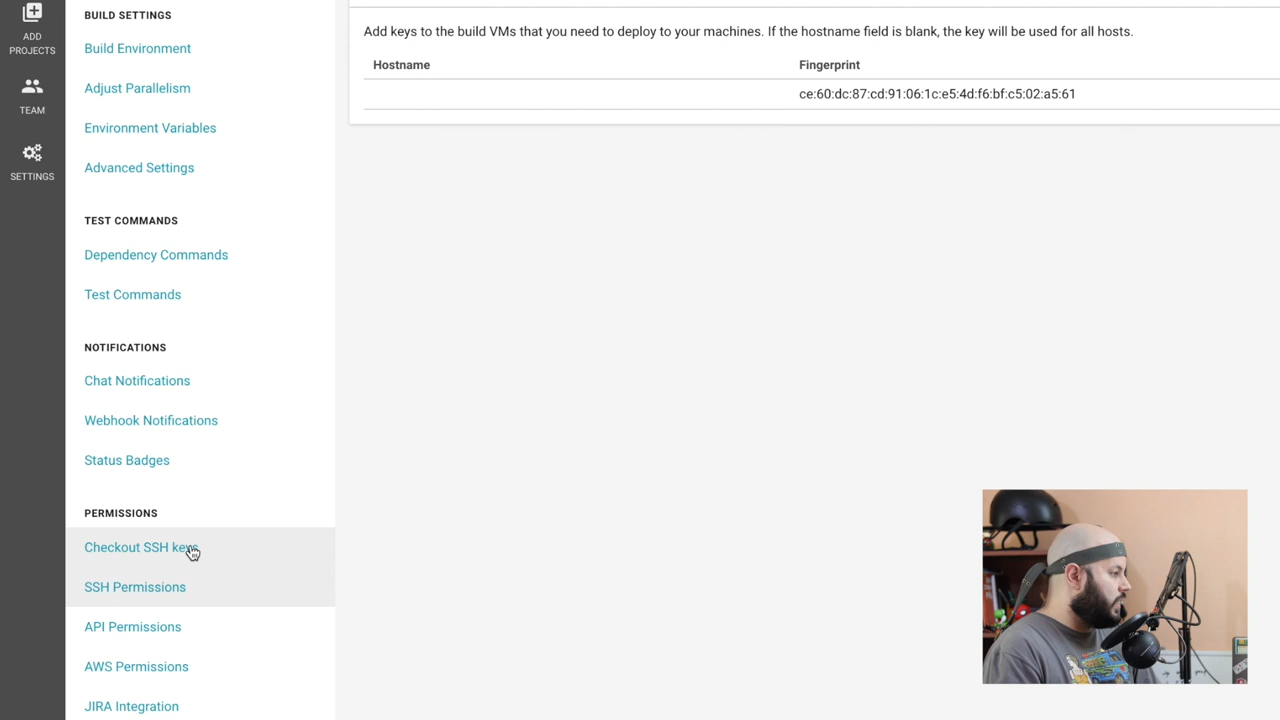 ADD
PROJECTS
TEAM
SETTINGS
BUILD SETTINGS
Build Environment
Adjust Parallelism
Environment Variables
Advanced Settings
TEST COMMANDS
Dependency Commands
Test Commands
NOTIFICATIONS
Chat Notifications
Webhook Notifications
Status Badges
PERMISSIONS
Checkout SSH keys
SSH Permissions
API Permissions
AWS Permissions
JIRA Integration
Add keys to the build VMs that you need to deploy to your machines. If the hostname field is blank, the key will be used for all hosts.
Hostname Fingerprint
ce:60:dc:87:cd:91:06:1c:e5:4d:f6:bf:c5:02:a5:61